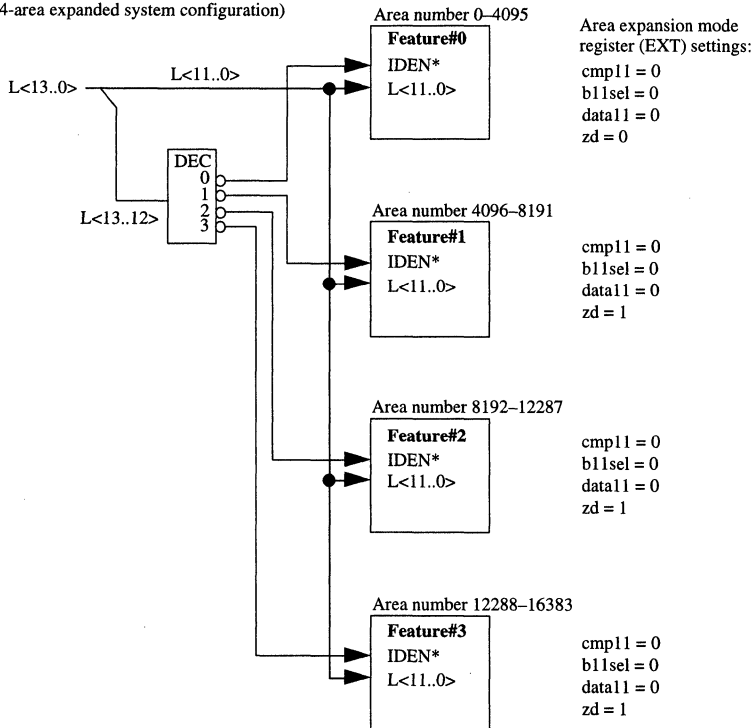 4-area expanded system configuration)
Area number 0–4095
Feature#0
IDEN*
L<11..0>
Area expansion mode
register (EXT) settings:
cmp11 = 0
b11sel = 0
data11 = 0
zd = 0
L<13..0>
L<11..0>
DEC
0
1
2
3
L<13..12>
Area number 4096–8191
Feature#1
IDEN*
L<11..0>
cmp11 = 0
b11sel = 0
data11 = 0
zd = 1
Area number 8192–12287
Feature#2
IDEN*
L<11..0>
cmp11 = 0
b11sel = 0
data11 = 0
zd = 1
Area number 12288–16383
Feature#3
IDEN*
L<11..0>
cmp11 = 0
b11sel = 0
data11 = 0
zd = 1